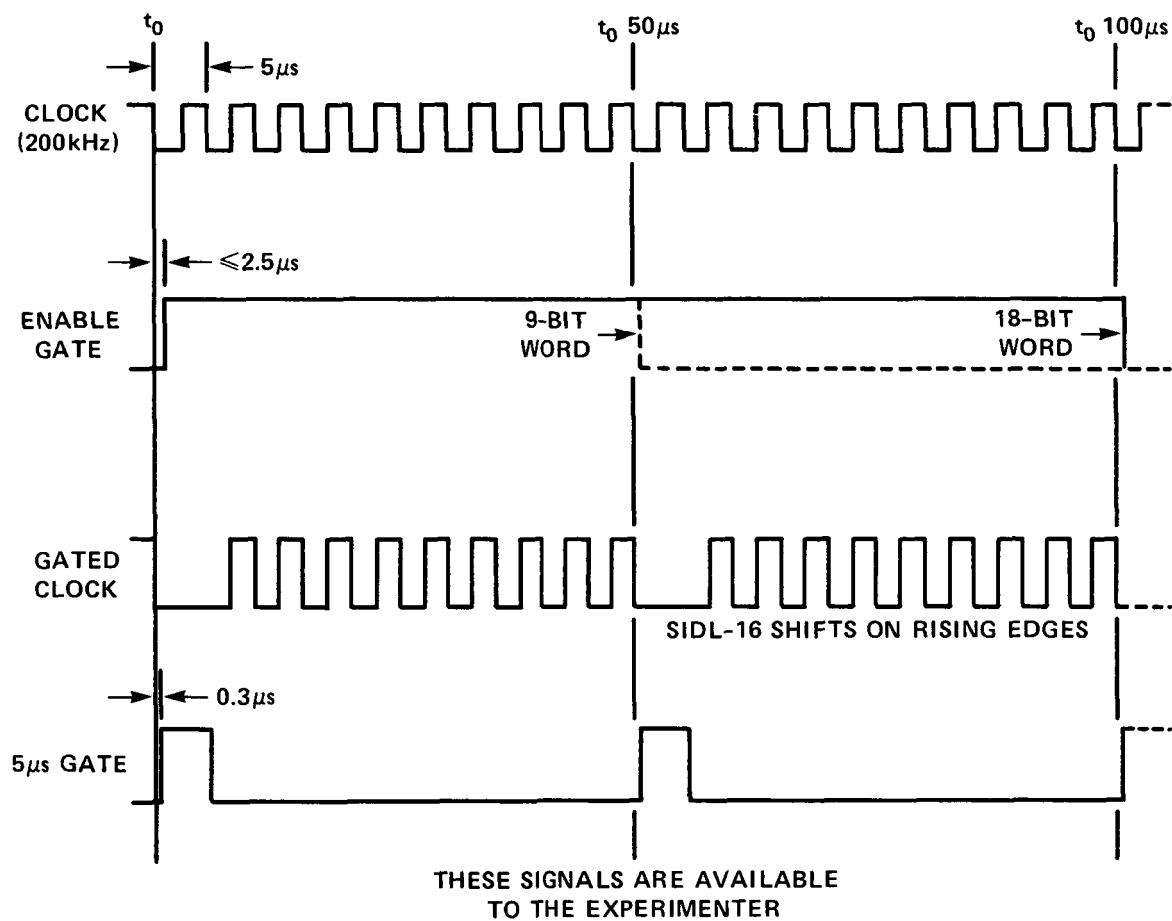 t₀
t₀ 50μs
t₀ 100μs
5μs
CLOCK
(200kHz)
≤2.5μs
ENABLE
GATE
9-BIT
WORD
18-BIT
WORD
GATED
CLOCK
SIDL-16 SHIFTS ON RISING EDGES
0.3μs
5μs GATE
THESE SIGNALS ARE AVAILABLE
TO THE EXPERIMENTER